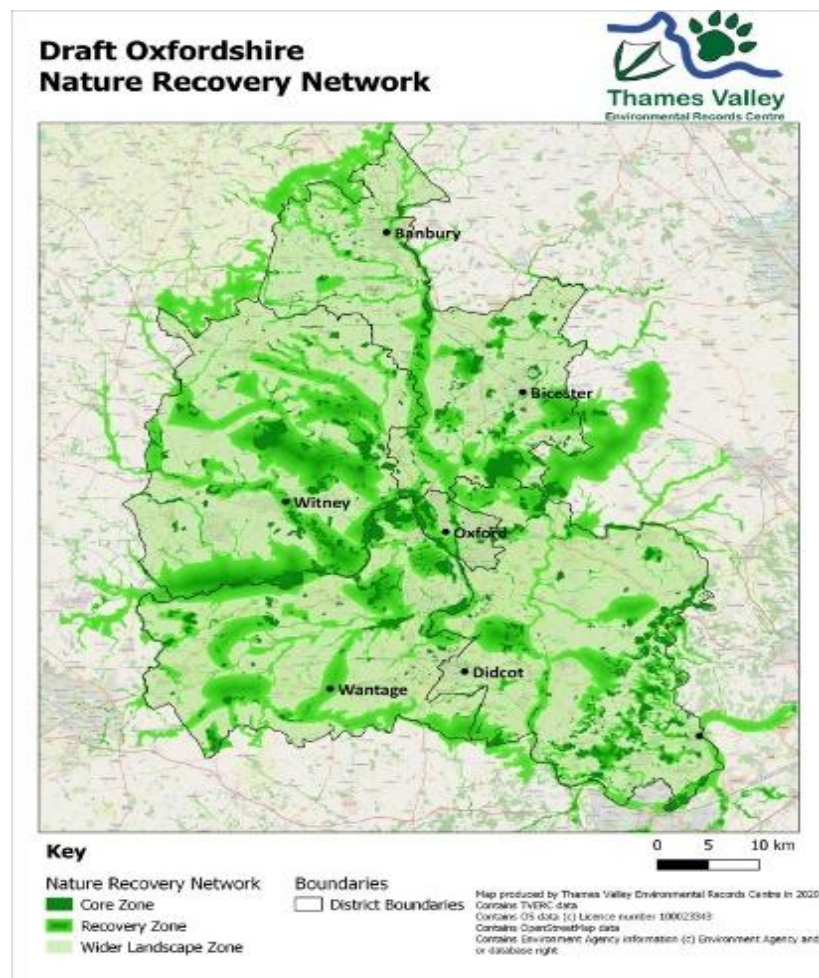 Draft Oxfordshire
Nature Recovery Network
Thames Valley
Environmental Records Centre
Banbury
Bicester
Witney
Oxford
Didcot
Wantage
0 5 10 km
Key
Nature Recovery Network
Core Zone
Recovery Zone
Wider Landscape Zone
Boundaries
District Boundaries
Map produced by Thames Valley Environmental Records Centre in 2020
Contains TVERC data
Contains OS data (c) Licence number 100023343
Contains OpenStreetMap data
Contains Environment Agency information (c) Environment Agency and
or database right